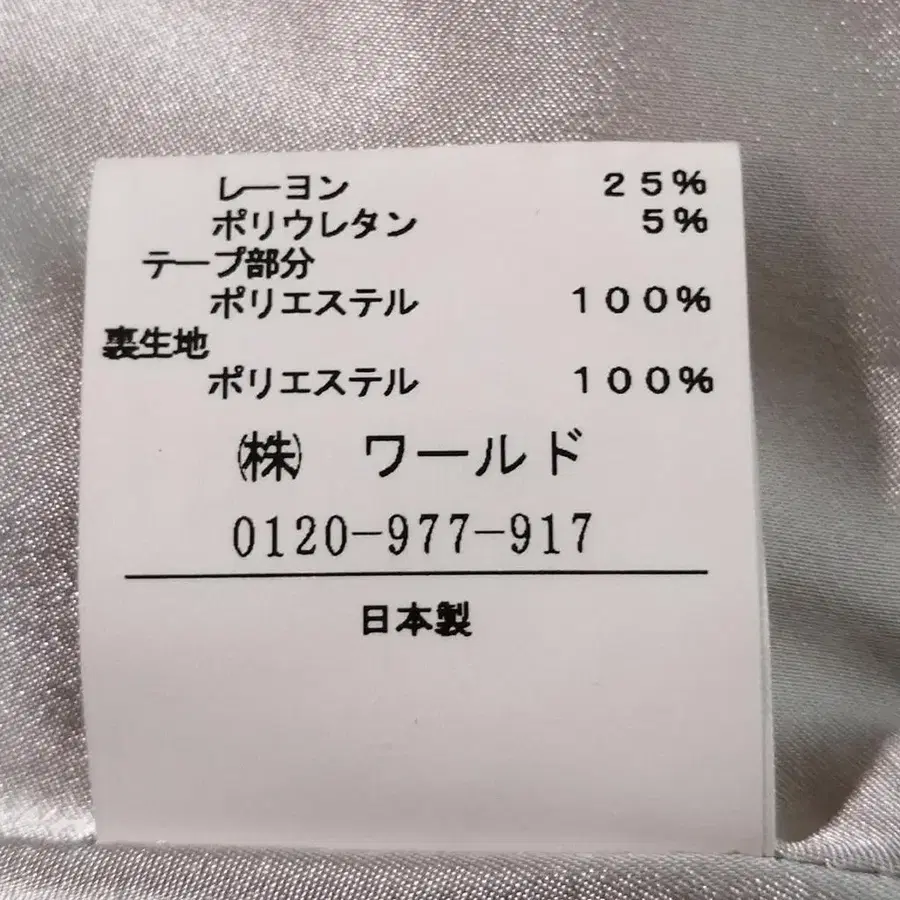 レーヨン 25%
ポリウレタン 5%
テープ部分
ポリエステル 100%
裏生地
ポリエステル 100%
㈱ ワールド
0120-977-917
日本製